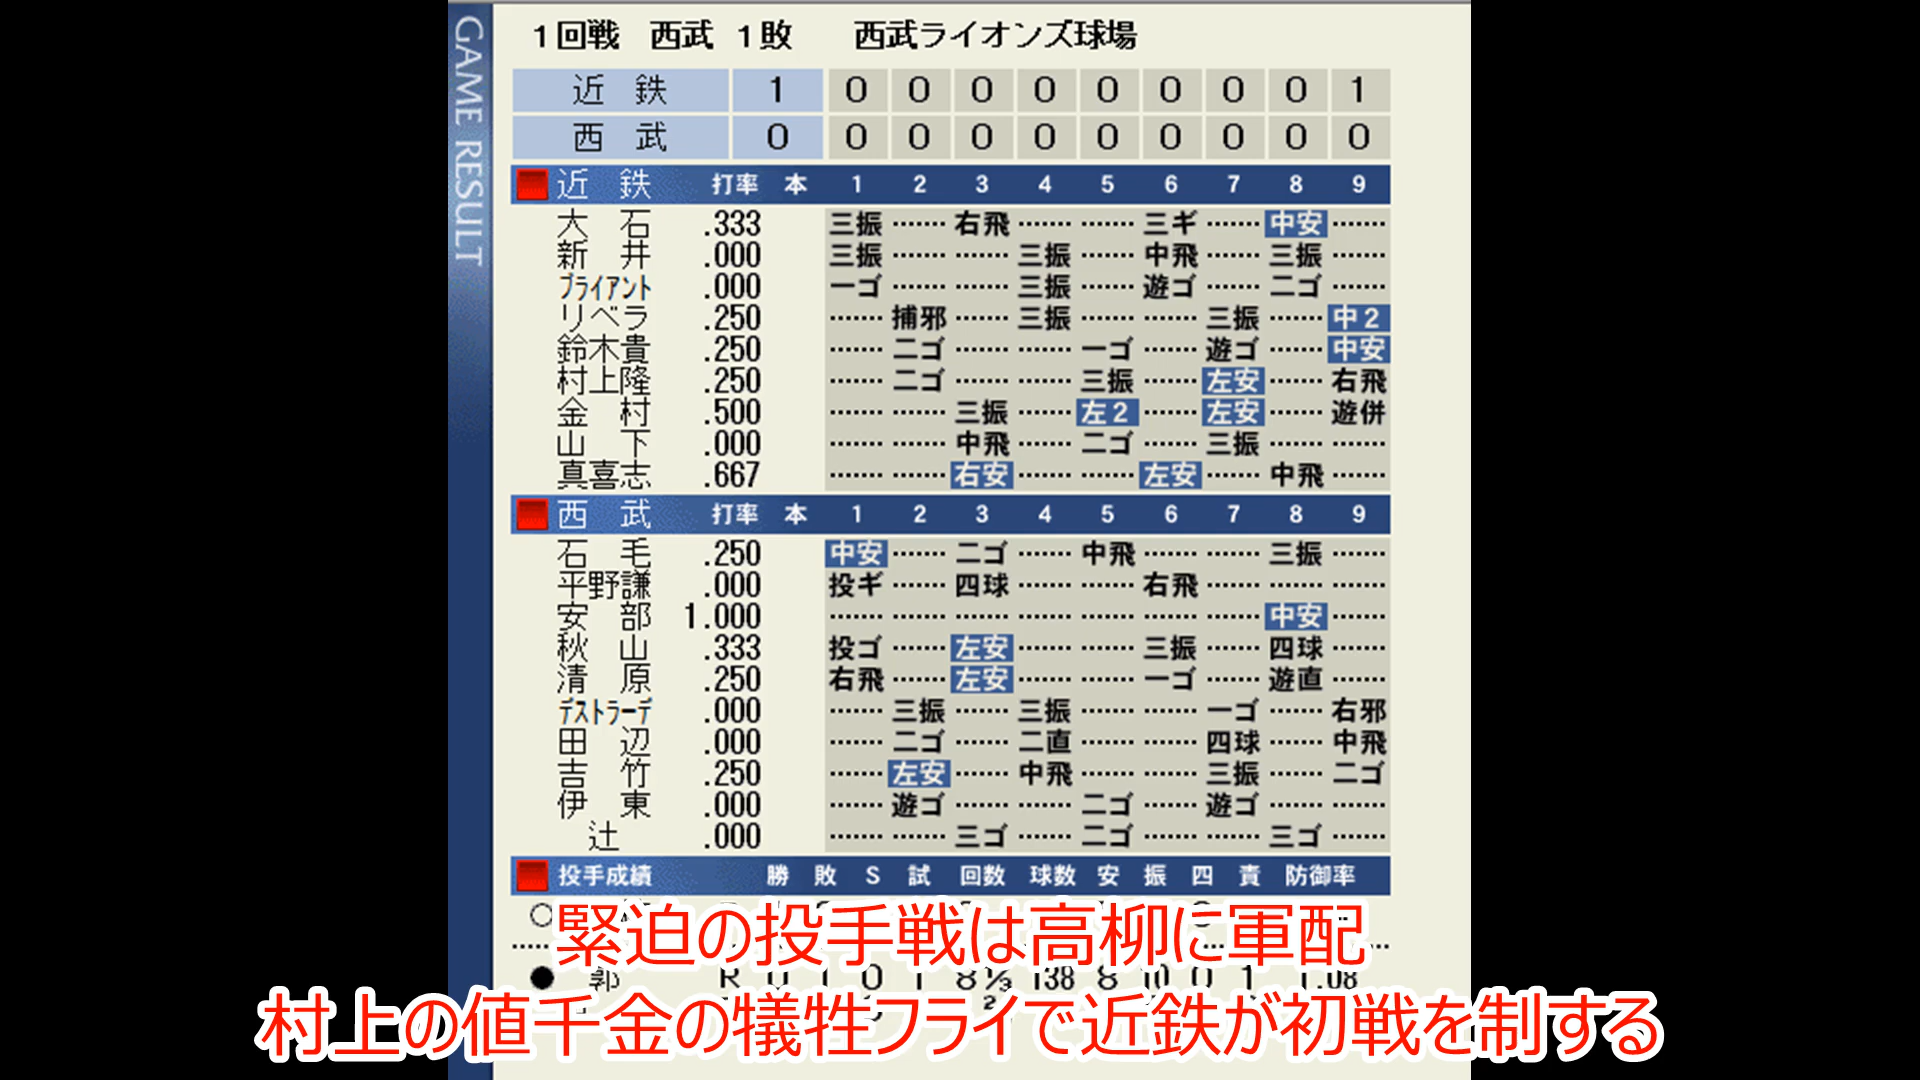 GAME RESULT
1回戦 西武 1敗 西武ライオンズ球場
近鉄 1 0 0 0 0 0 0 0 0 1
西武 0 0 0 0 0 0 0 0 0 0
近鉄 打率 本 1 2 3 4 5 6 7 8 9
大石 .333 三振 …… 右飛 …… …… 三ギ …… 中安 ……
新井 .000 三振 …… …… 三振 …… 中飛 …… 三振 ……
ブライアント .000 一ゴ …… …… 三振 …… 遊ゴ …… 二ゴ ……
リベラ .250 …… 捕邪 …… 三振 …… …… 三振 …… 中2
鈴木貴 .250 …… 二ゴ …… …… 一ゴ …… 遊ゴ …… 中安
村上隆 .250 …… 二ゴ …… …… 三振 …… 左安 …… 右飛
金村 .500 …… …… 三振 …… 左2 …… 左安 …… 遊併
山下 .000 …… …… 中飛 …… 二ゴ …… 三振 …… ……
真喜志 .667 …… …… 右安 …… …… 左安 …… 中飛 ……
西武 打率 本 1 2 3 4 5 6 7 8 9
石毛 .250 中安 …… 二ゴ …… 中飛 …… …… 三振 ……
平野謙 .000 投ギ …… 四球 …… …… 右飛 …… …… ……
安部 1.000 …… …… …… …… …… …… …… 中安 ……
秋山 .333 投ゴ …… 左安 …… …… 三振 …… 四球 ……
清原 .250 右飛 …… 左安 …… …… 一ゴ …… 遊直 ……
デストラーデ .000 …… 三振 …… 三振 …… …… 一ゴ …… 右邪
田辺 .000 …… 二ゴ …… 二直 …… …… 四球 …… 中飛
吉竹 .250 …… 左安 …… 中飛 …… …… 三振 …… 二ゴ
伊東 .000 …… 遊ゴ …… …… 二ゴ …… 遊ゴ …… ……
辻 .000 …… …… 三ゴ …… 二ゴ …… …… 三ゴ ……
投手成績 勝 敗 S 試 回数 球数 安 振 四 責 防御率
緊迫の投手戦は高柳に軍配
● 郭 R 0 1 0 1 8 1/3 138 8 10 0 1 1.08
村上の値千金の犠牲フライで近鉄が初戦を制する